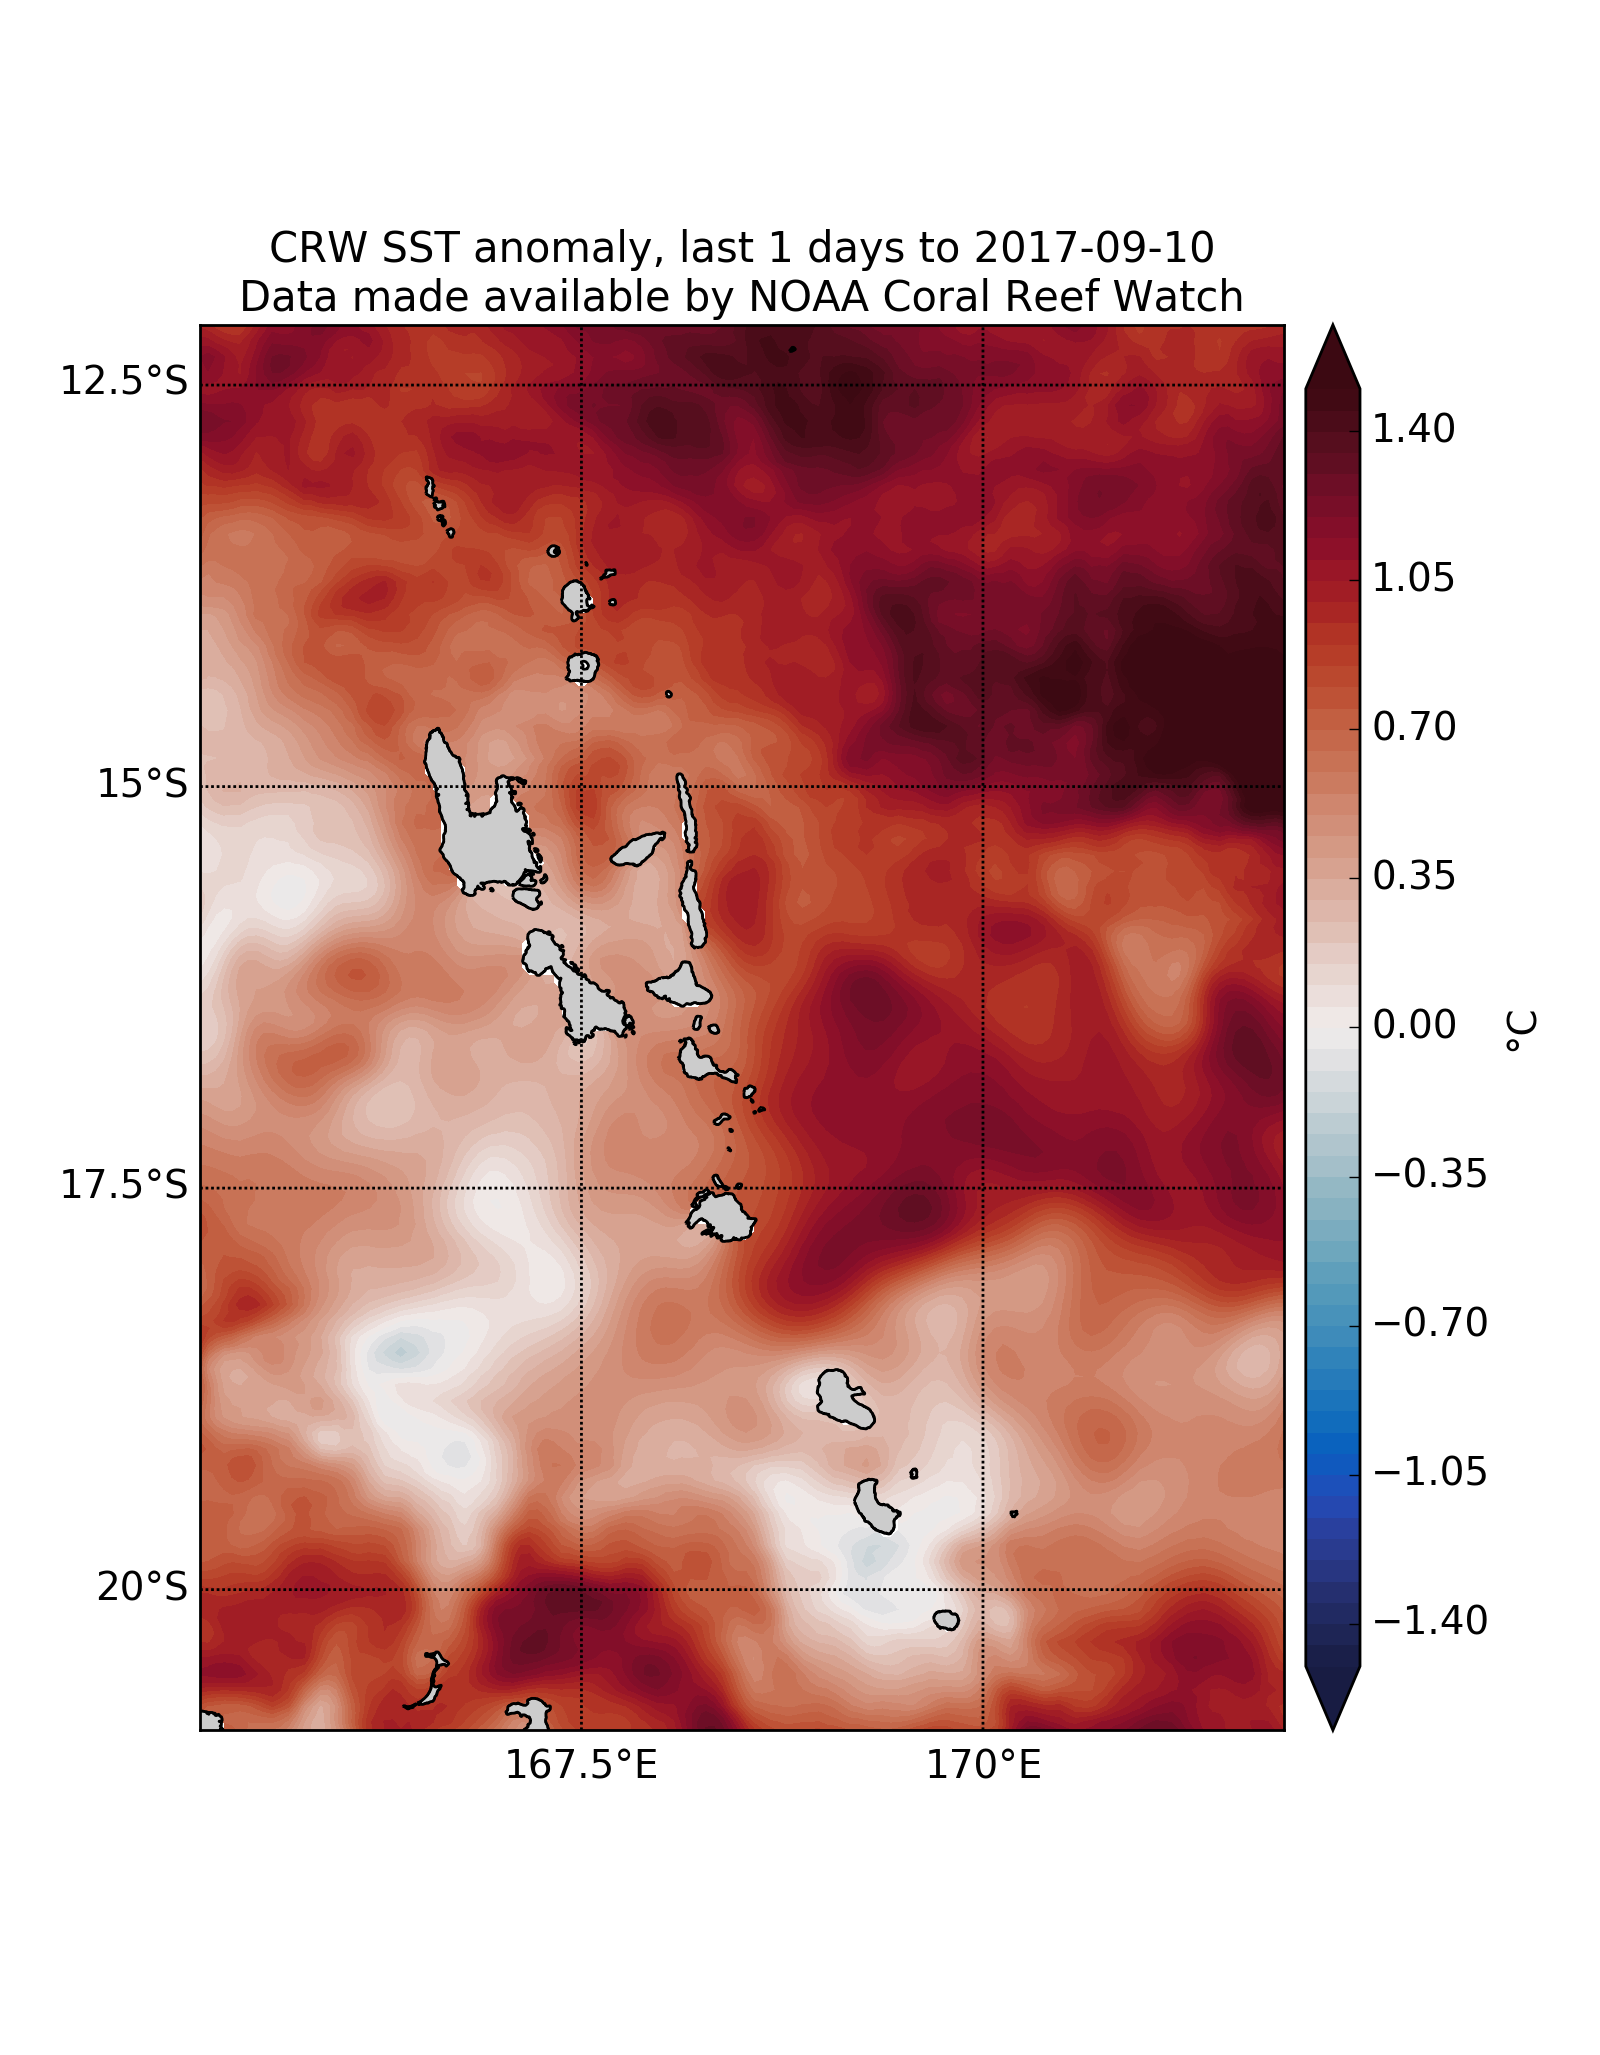 CRW SST anomaly, last 1 days to 2017-09-10
Data made available by NOAA Coral Reef Watch
12.5°S
15°S
17.5°S
20°S
167.5°E
170°E
1.40
1.05
0.70
0.35
0.00
−0.35
−0.70
−1.05
−1.40
°C